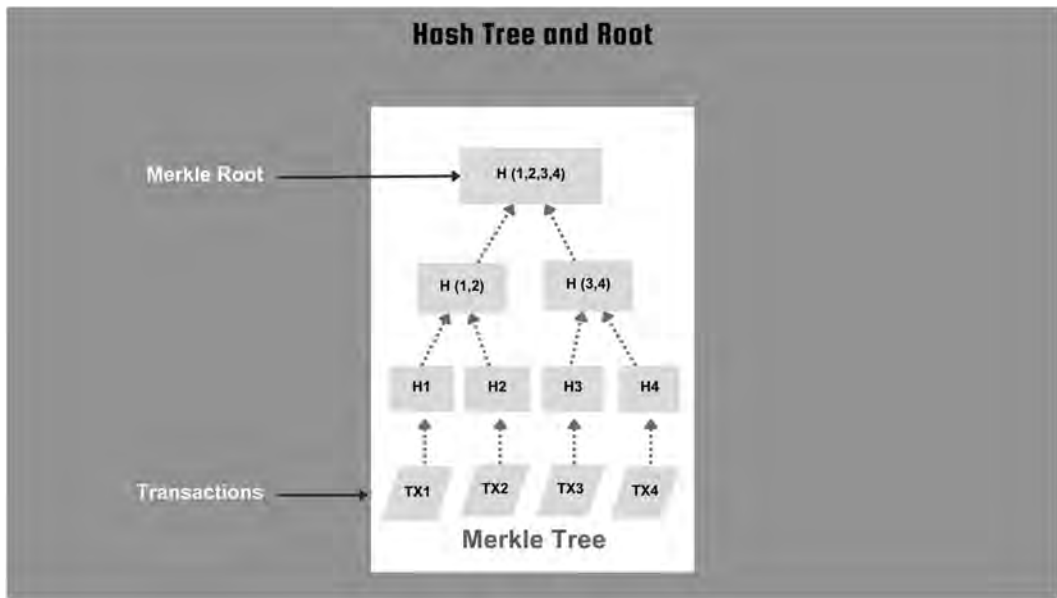 Hash Tree and Root
Merkle Root
H (1,2,3,4)
H (1,2)
H (3,4)
H1
H2
H3
H4
Transactions
TX1
TX2
TX3
TX4
Merkle Tree